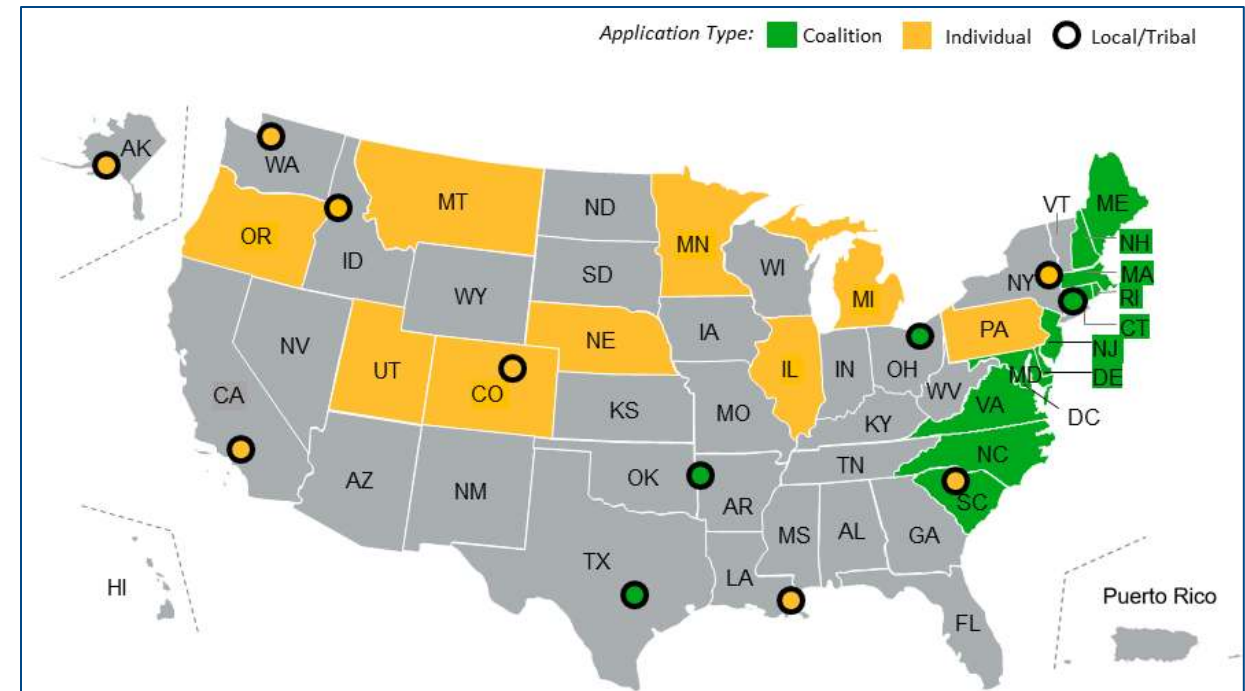 Application Type: Coalition Individual Local/Tribal
AK
WA
MT
ND
MN
VT
ME
OR
ID
SD
WI
NY
NH
MA
WY
MI
RI
CT
IA
PA
NE
NJ
NV
UT
IL
IN
OH
MD
DE
CA
CO
WV
VA
DC
KS
MO
KY
NC
AZ
NM
OK
TN
AR
SC
MS
AL
GA
TX
LA
HI
FL
Puerto Rico